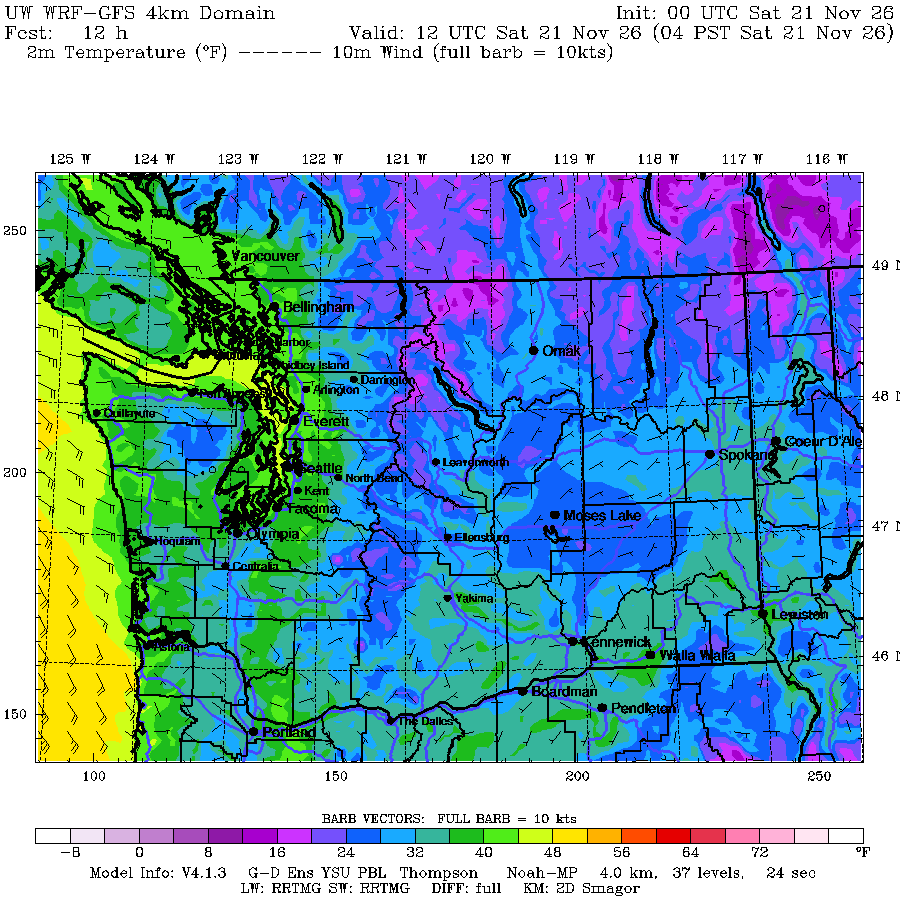 UW WRF-GFS 4km Domain Init: 00 UTC Sat 21 Nov 26
Fcst: 12 h Valid: 12 UTC Sat 21 Nov 26 (04 PST Sat 21 Nov 26)
2m Temperature (°F) ------ 10m Wind (full barb = 10kts)
125 W 124 W 123 W 122 W 121 W 120 W 119 W 118 W 117 W 116 W
250
Vancouver
49 N
Bellingham
Harbor
Omak
Whidbey Island
Darrington
Arlington
Port Angeles
48 N
Quillayute
Everett
Coeur D'Ale
Spokane
Leavenworth
Seattle
200
North Bend
Kent
Tacoma
Moses Lake
47 N
Olympia
Hoquiam
Ellensburg
Centralia
Yakima
Lewiston
Kennewick
Astoria
Walla Walla
46 N
Boardman
Pendleton
150
The Dalles
Portland
100 150 200 250
BARB VECTORS: FULL BARB = 10 kts
-8 0 8 16 24 32 40 48 56 64 72 °F
Model Info: V4.1.3 G-D Ens YSU PBL Thompson Noah-MP 4.0 km, 37 levels, 24 sec
LW: RRTMG SW: RRTMG DIFF: full KM: 2D Smagor